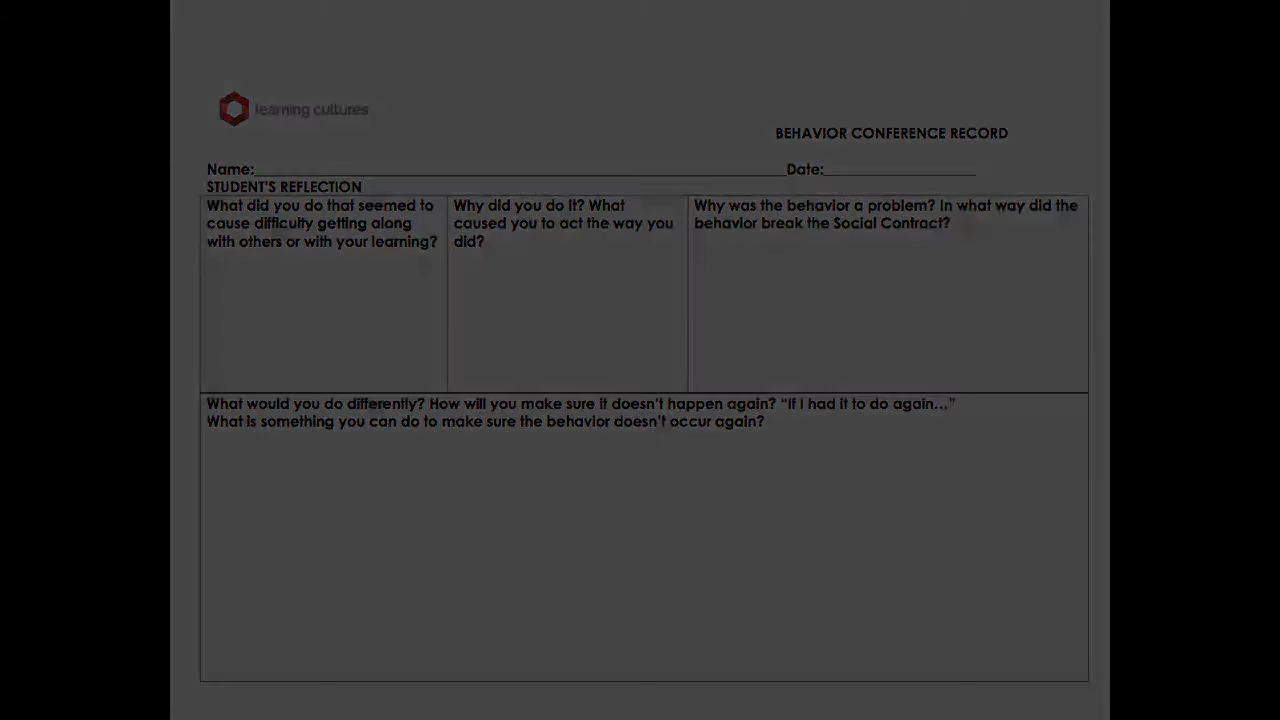 learning cultures
BEHAVIOR CONFERENCE RECORD
Name:____________________Date:____________________
STUDENT'S REFLECTION
What did you do that seemed to
cause difficulty getting along
with others or with your learning?
Why did you do it? What
caused you to act the way you
did?
Why was the behavior a problem? In what way did the
behavior break the Social Contract?
What would you do differently? How will you make sure it doesn't happen again? “If I had it to do again…”
What is something you can do to make sure the behavior doesn't occur again?